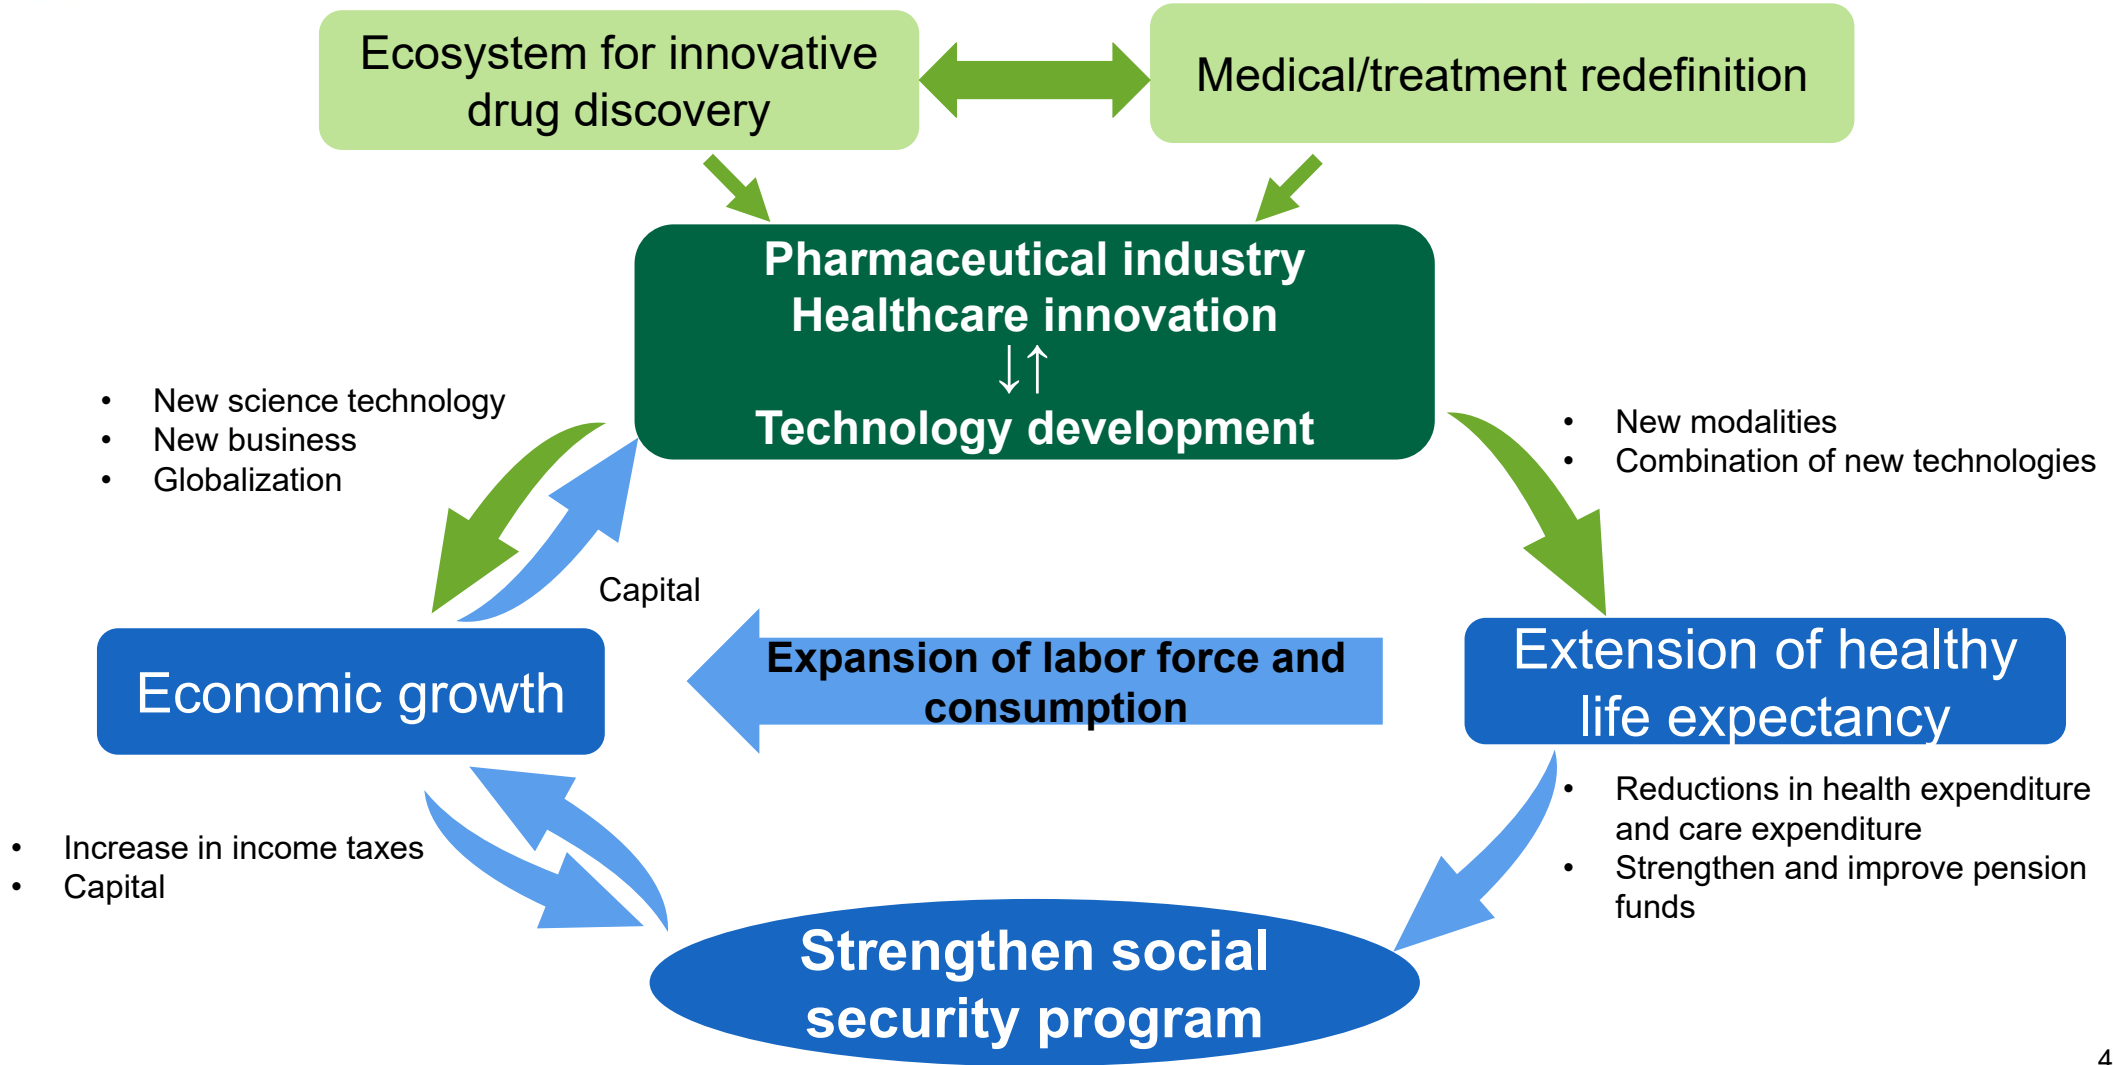 Ecosystem for innovative
drug discovery
Medical/treatment redefinition
Pharmaceutical industry
Healthcare innovation
↓↑
Technology development
• New science technology
• New business
• Globalization
• New modalities
• Combination of new technologies
Capital
Economic growth
Expansion of labor force and
consumption
Extension of healthy
life expectancy
• Increase in income taxes
• Capital
• Reductions in health expenditure
and care expenditure
• Strengthen and improve pension
funds
Strengthen social
security program
4